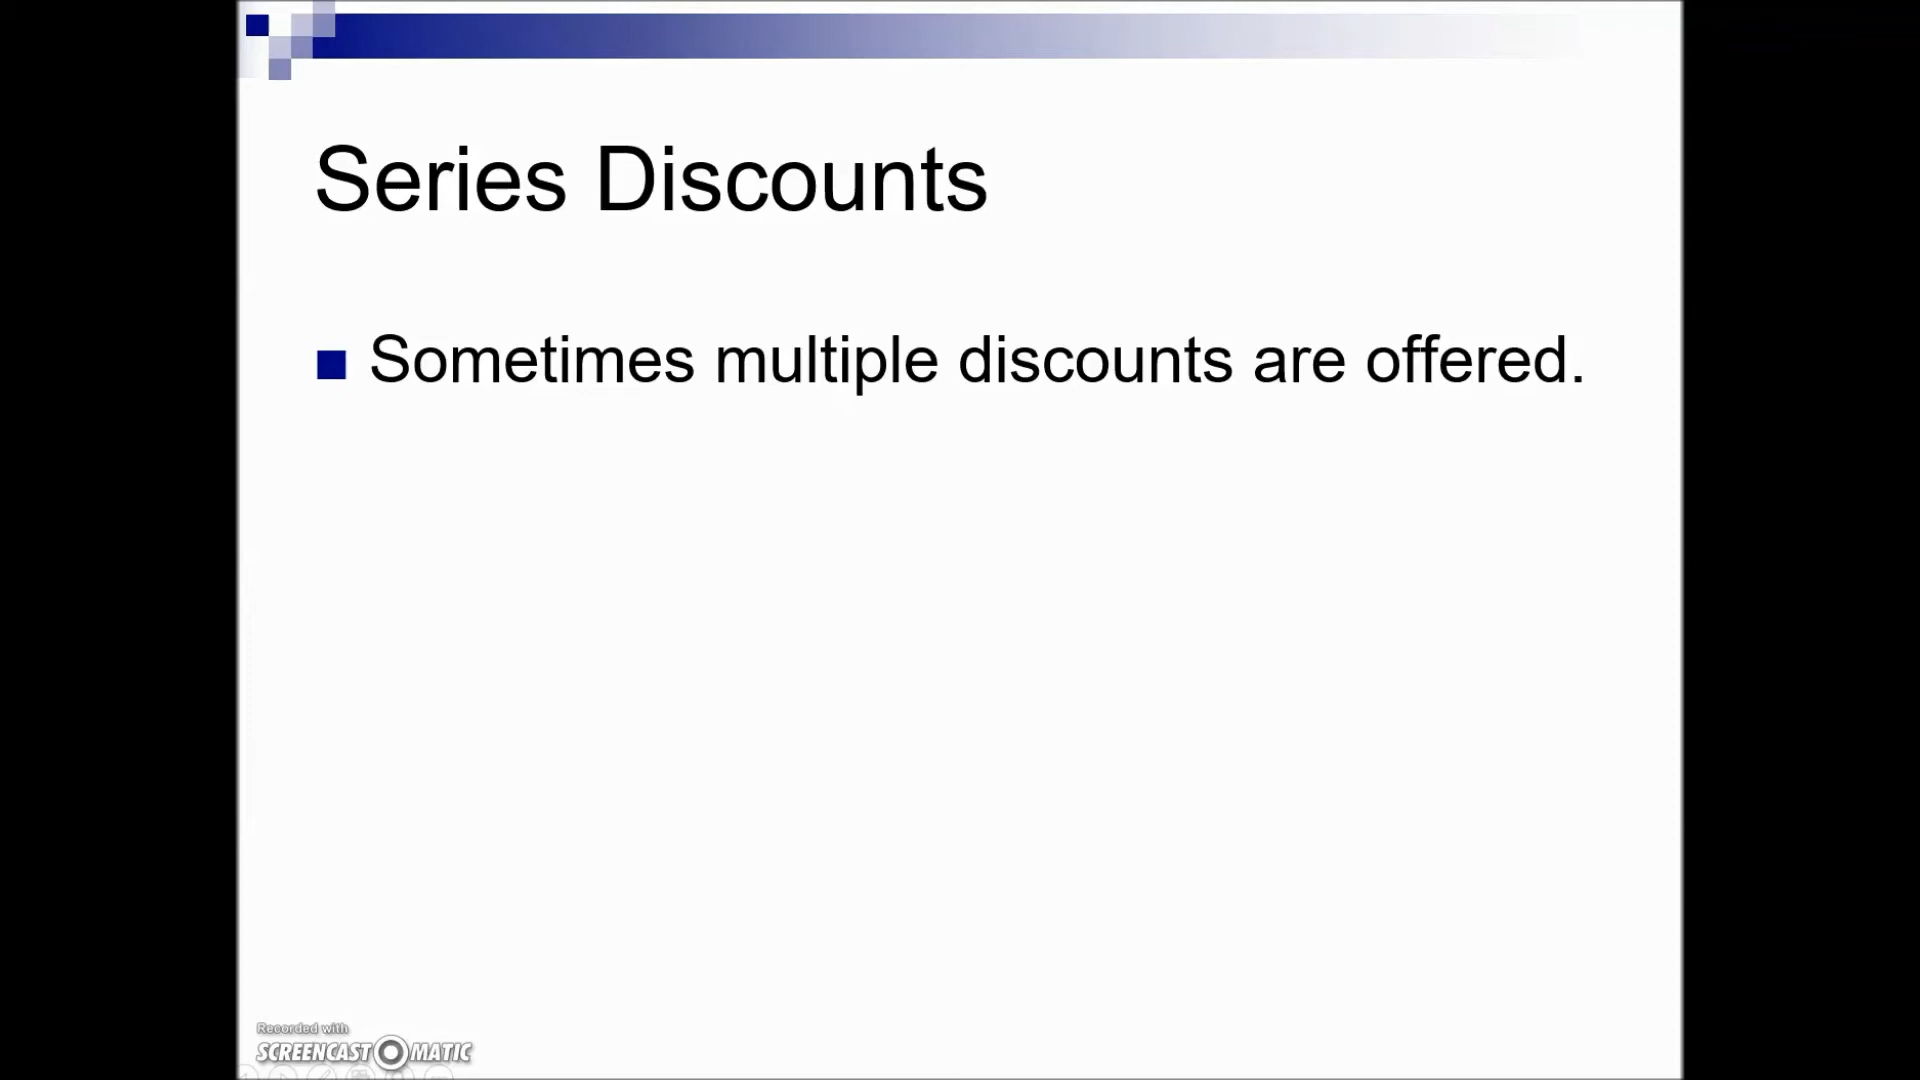 Series Discounts
Sometimes multiple discounts are offered.
Recorded with
SCREENCAST MATIC